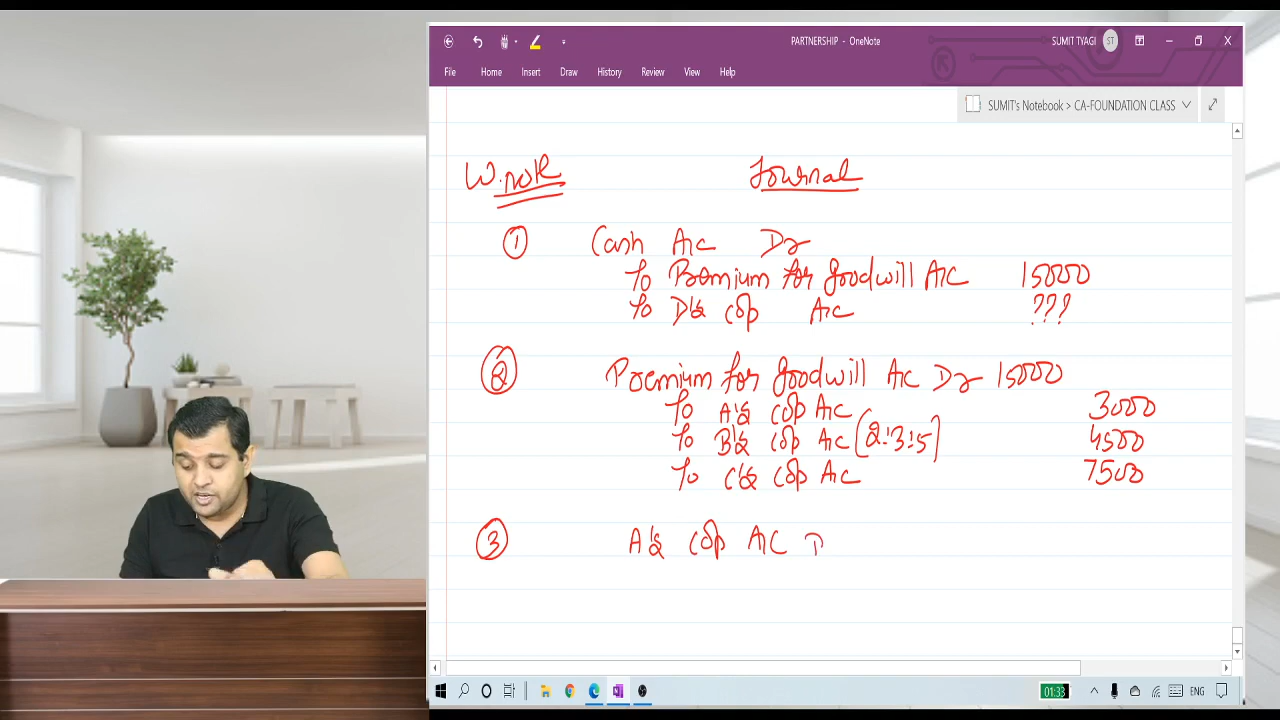 PARTNERSHIP - OneNote
SUMIT TYAGI ST
File Home Insert Draw History Review View Help
SUMIT's Notebook > CA-FOUNDATION CLASS
W.note Journal
① Cash A/c Dr
To Premium for goodwill A/c 15000
To D's cap A/c ???
② Premium for goodwill A/c Dr 15000
To A's cap A/c 3000
To B's cap A/c (2:3:5) 4500
To C's cap A/c 7500
③ A's cap A/c
01:33
ENG